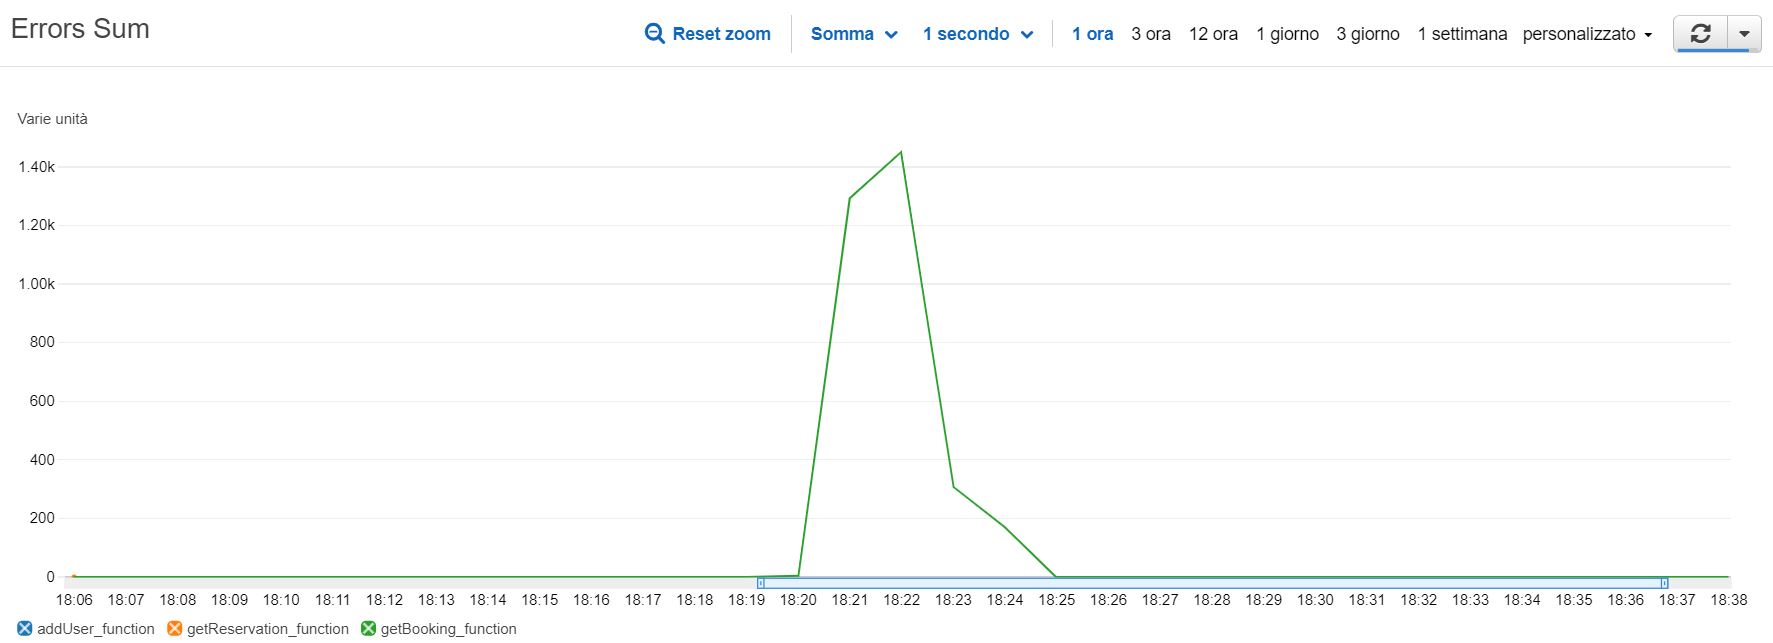 Errors Sum
Reset zoom Somma 1 secondo 1 ora 3 ora 12 ora 1 giorno 3 giorno 1 settimana personalizzato
Varie unità
1.40k
1.20k
1.00k
800
600
400
200
0
18:06 18:07 18:08 18:09 18:10 18:11 18:12 18:13 18:14 18:15 18:16 18:17 18:18 18:19 18:20 18:21 18:22 18:23 18:24 18:25 18:26 18:27 18:28 18:29 18:30 18:31 18:32 18:33 18:34 18:35 18:36 18:37 18:38
addUser_function getReservation_function getBooking_function